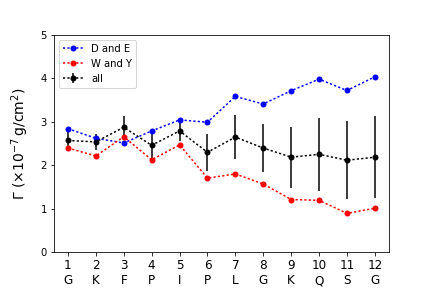 5
4
3
2
1
0
Γ (×10⁻⁷ g/cm²)
D and E
W and Y
all
1 2 3 4 5 6 7 8 9 10 11 12
G K F P I P L G K Q S G